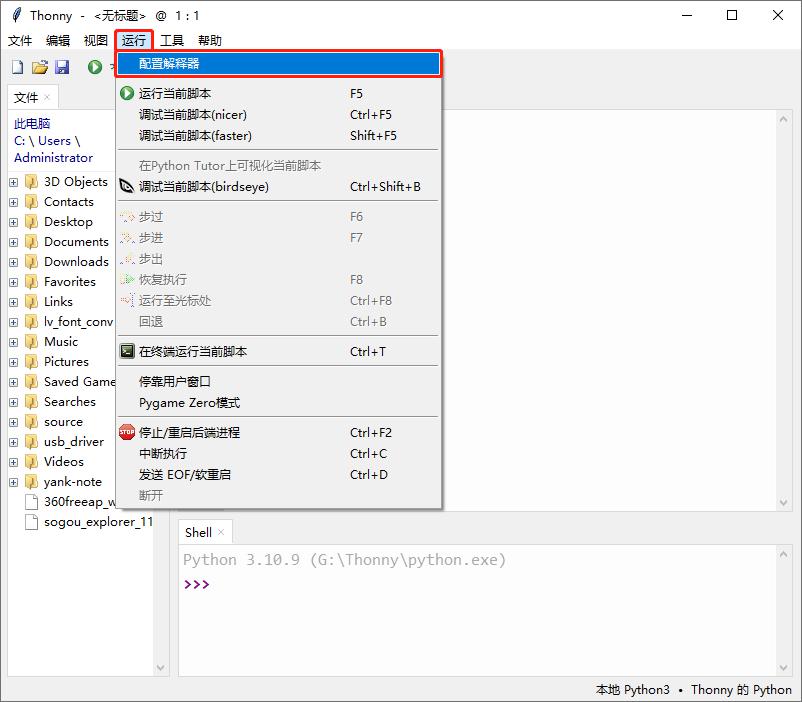 Thonny - <无标题> @ 1 : 1
文件 编辑 视图 运行 工具 帮助
配置解释器
运行当前脚本 F5
调试当前脚本(nicer) Ctrl+F5
调试当前脚本(faster) Shift+F5
在Python Tutor上可视化当前脚本
调试当前脚本(birdseye) Ctrl+Shift+B
步过 F6
步进 F7
步出
恢复执行 F8
运行至光标处 Ctrl+F8
回退 Ctrl+B
在终端运行当前脚本 Ctrl+T
停靠用户窗口
Pygame Zero模式
停止/重启后端进程 Ctrl+F2
STOP
中断执行 Ctrl+C
发送 EOF/软重启 Ctrl+D
断开
文件 ×
此电脑
C: \ Users \
Administrator
3D Objects
Contacts
Desktop
Documents
Downloads
Favorites
Links
lv_font_conv
Music
Pictures
Saved Game
Searches
source
usb_driver
Videos
yank-note
360freeap_w
sogou_explorer_11
Shell ×
Python 3.10.9 (G:\Thonny\python.exe)
>>>
本地 Python3 • Thonny 的 Python